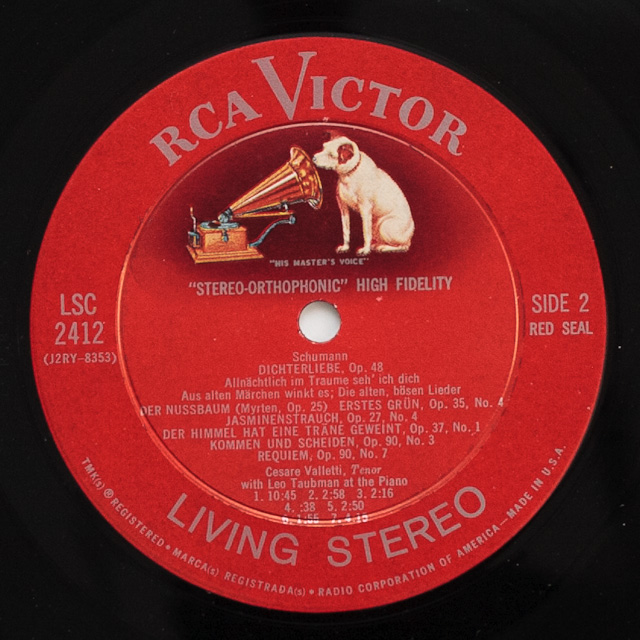 RCA VICTOR
"HIS MASTER'S VOICE"
"STEREO-ORTHOPHONIC" HIGH FIDELITY
LSC
2412
(J2RY-8353)
SIDE 2
RED SEAL
Schumann
DICHTERLIEBE, Op. 48
Allnächtlich im Traume seh' ich dich
Aus alten Märchen winkt es; Die alten, bösen Lieder
DER NUSSBAUM (Myrten, Op. 25) ERSTES GRÜN, Op. 35, No. 4
JASMINENSTRAUCH, Op. 27, No. 4
DER HIMMEL HAT EINE TRÄNE GEWEINT, Op. 37, No. 1
KOMMEN UND SCHEIDEN, Op. 90, No. 3
REQUIEM, Op. 90, No. 7
Cesare Valletti, Tenor
with Leo Taubman at the Piano
1. 10:45 2. 2:58 3. 2:16
4. :38 5. 2:50
LIVING STEREO
TMK(s) ® REGISTERED • MARCA(s) REGISTRADA(s) • RADIO CORPORATION OF AMERICA—MADE IN U.S.A.